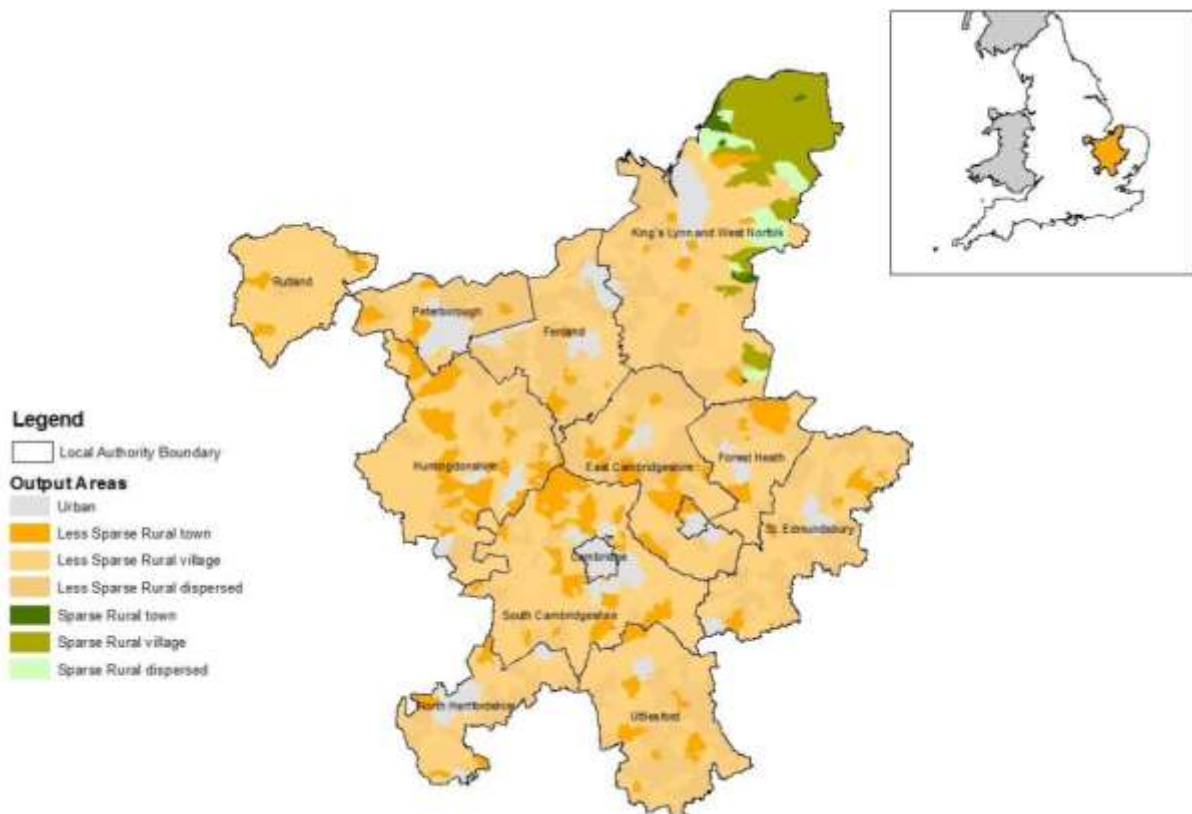 King's Lynn and West Norfolk
Rutland
Peterborough
Fenland
Legend
Local Authority Boundary
Output Areas
Urban
Less Sparse Rural town
Less Sparse Rural village
Less Sparse Rural dispersed
Sparse Rural town
Sparse Rural village
Sparse Rural dispersed
Huntingdonshire
East Cambridgeshire
Forest Heath
St. Edmundsbury
Cambridge
South Cambridgeshire
North Hertfordshire
Uttlesford